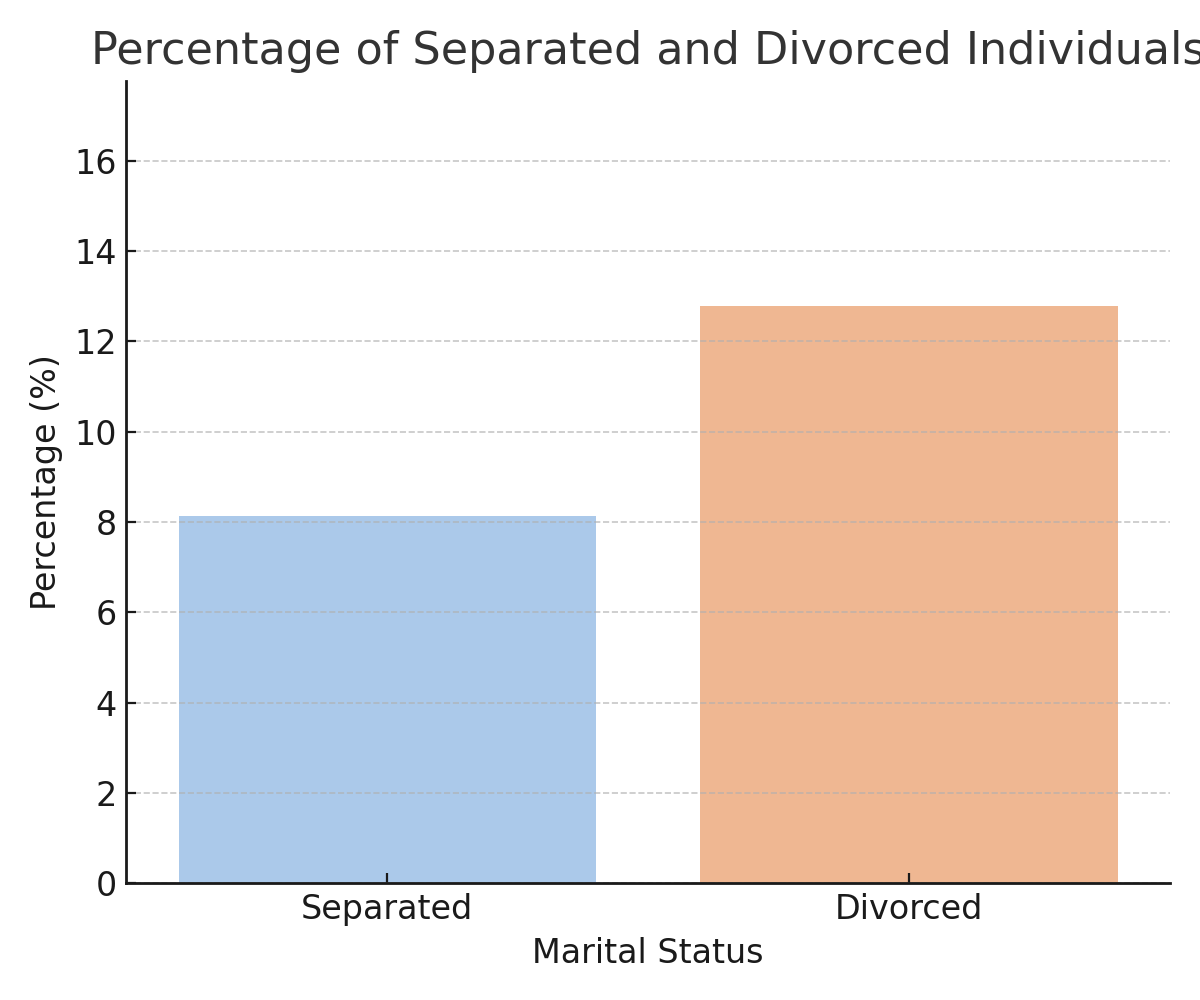 Percentage of Separated and Divorced Individuals
16
14
12
10
8
6
4
2
0
Percentage (%)
Separated Divorced
Marital Status